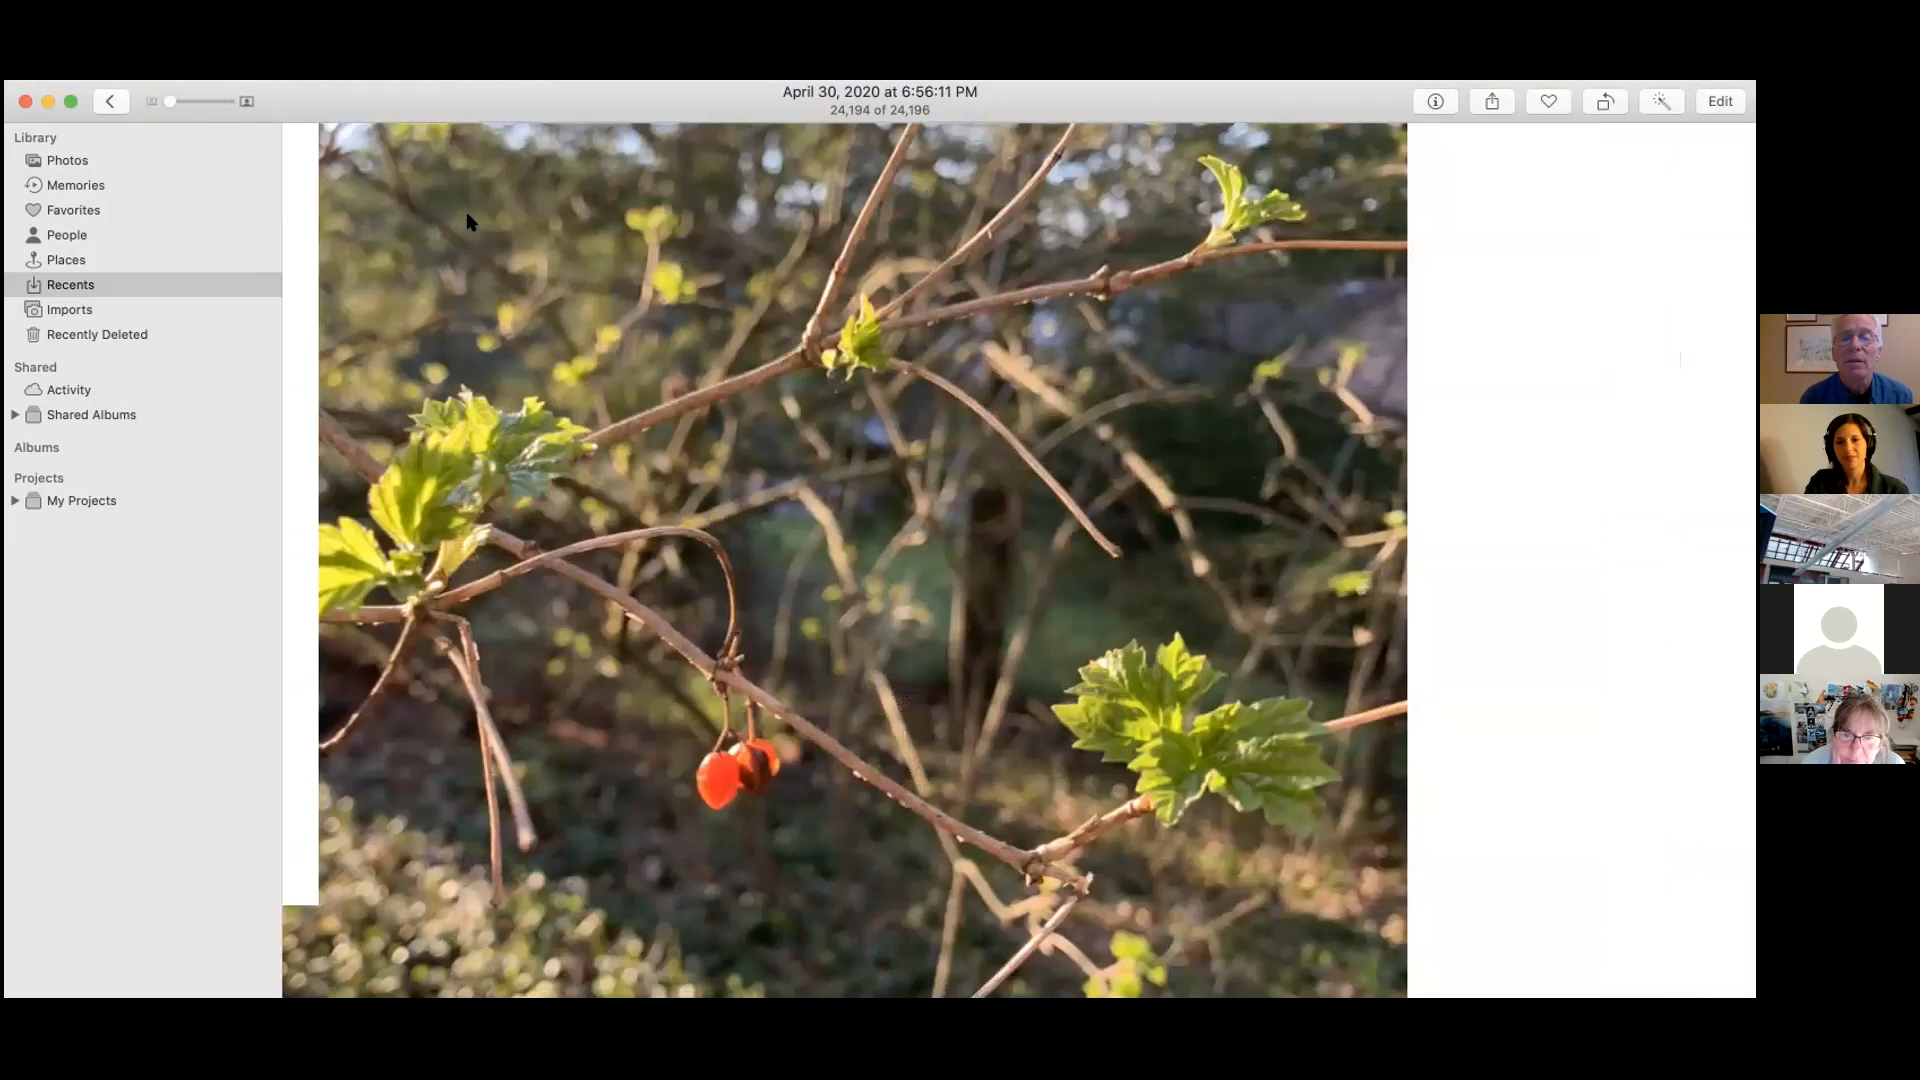 April 30, 2020 at 6:56:11 PM
24,194 of 24,196
Edit
Library
Photos
Memories
Favorites
People
Places
Recents
Imports
Recently Deleted
Shared
Activity
Shared Albums
Albums
Projects
My Projects